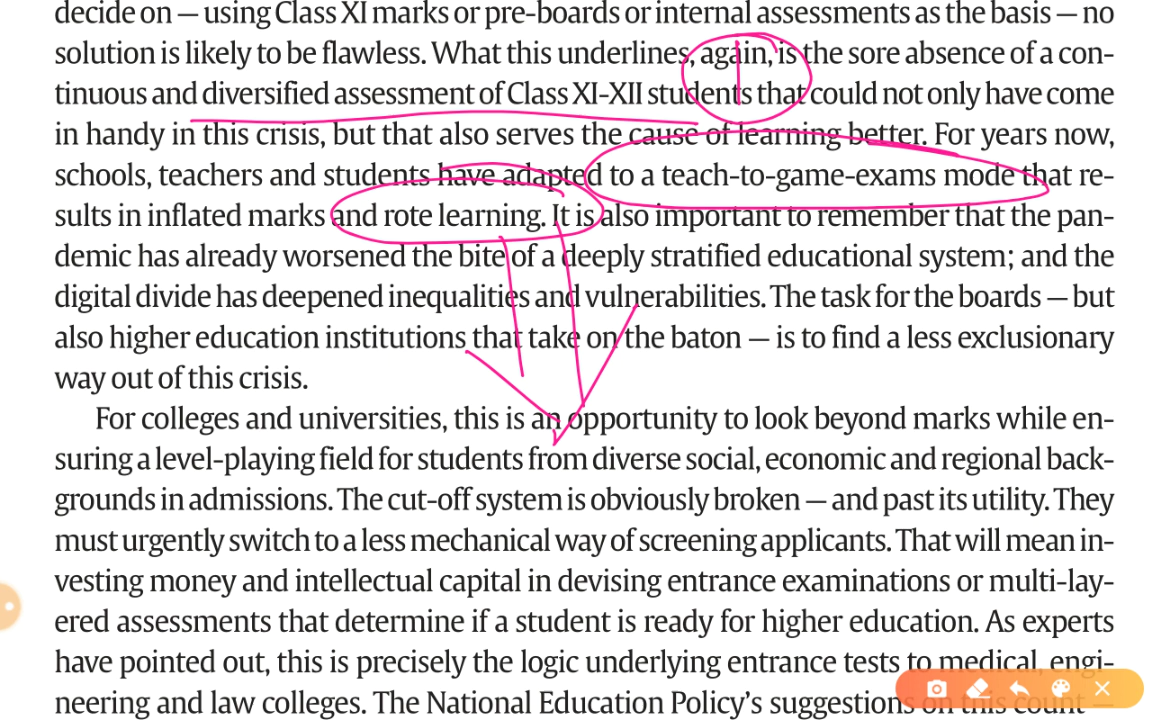 decide on — using Class XI marks or pre-boards or internal assessments as the basis — no
solution is likely to be flawless. What this underlines, again, is the sore absence of a con-
tinuous and diversified assessment of Class XI-XII students that could not only have come
in handy in this crisis, but that also serves the cause of learning better. For years now,
schools, teachers and students have adapted to a teach-to-game-exams mode that re-
sults in inflated marks and rote learning. It is also important to remember that the pan-
demic has already worsened the bite of a deeply stratified educational system; and the
digital divide has deepened inequalities and vulnerabilities. The task for the boards — but
also higher education institutions that take on the baton — is to find a less exclusionary
way out of this crisis.
For colleges and universities, this is an opportunity to look beyond marks while en-
suring a level-playing field for students from diverse social, economic and regional back-
grounds in admissions. The cut-off system is obviously broken — and past its utility. They
must urgently switch to a less mechanical way of screening applicants. That will mean in-
vesting money and intellectual capital in devising entrance examinations or multi-lay-
ered assessments that determine if a student is ready for higher education. As experts
have pointed out, this is precisely the logic underlying entrance tests to medical, engi-
neering and law colleges. The National Education Policy's suggestions on this count —